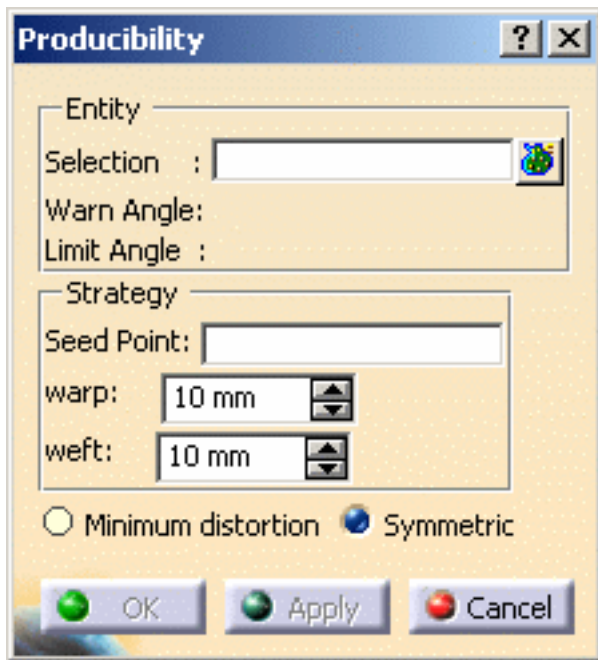 Producibility
Entity
Selection :
Warn Angle:
Limit Angle :
Strategy
Seed Point:
warp: 10 mm
weft: 10 mm
Minimum distortion Symmetric
OK Apply Cancel